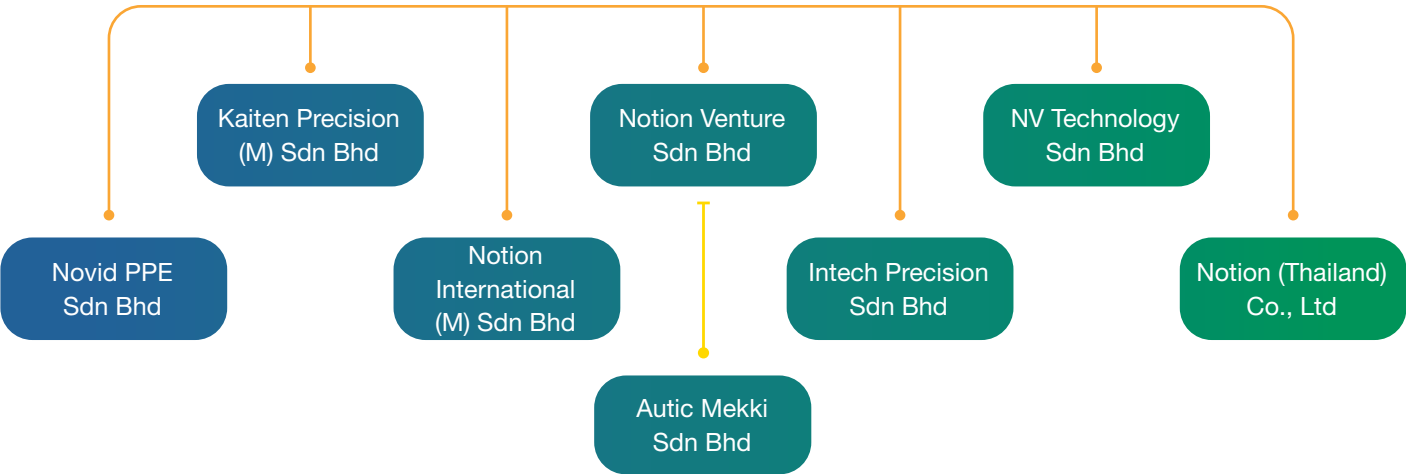 Kaiten Precision
(M) Sdn Bhd
Notion Venture
Sdn Bhd
NV Technology
Sdn Bhd
Novid PPE
Sdn Bhd
Notion
International
(M) Sdn Bhd
Intech Precision
Sdn Bhd
Notion (Thailand)
Co., Ltd
Autic Mekki
Sdn Bhd